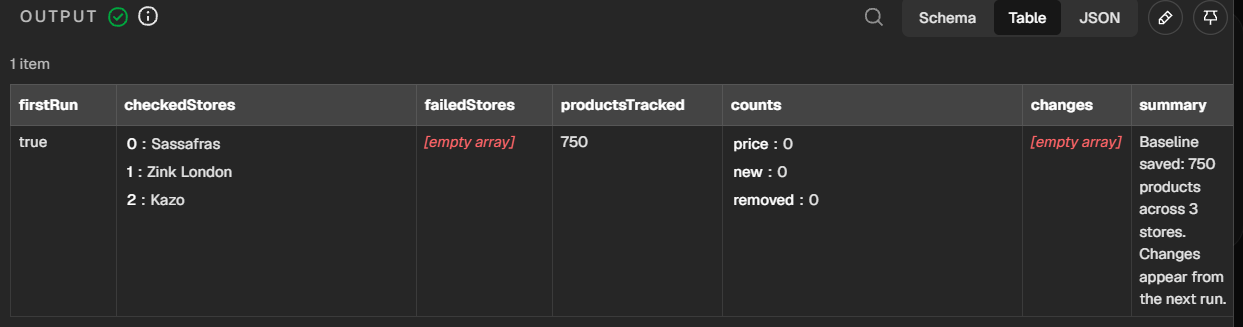 OUTPUT
Schema Table JSON
1 item
firstRun checkedStores failedStores productsTracked counts changes summary
true
0 : Sassafras
1 : Zink London
2 : Kazo
[empty array]
750
price : 0
new : 0
removed : 0
[empty array]
Baseline
saved: 750
products
across 3
stores.
Changes
appear from
the next run.